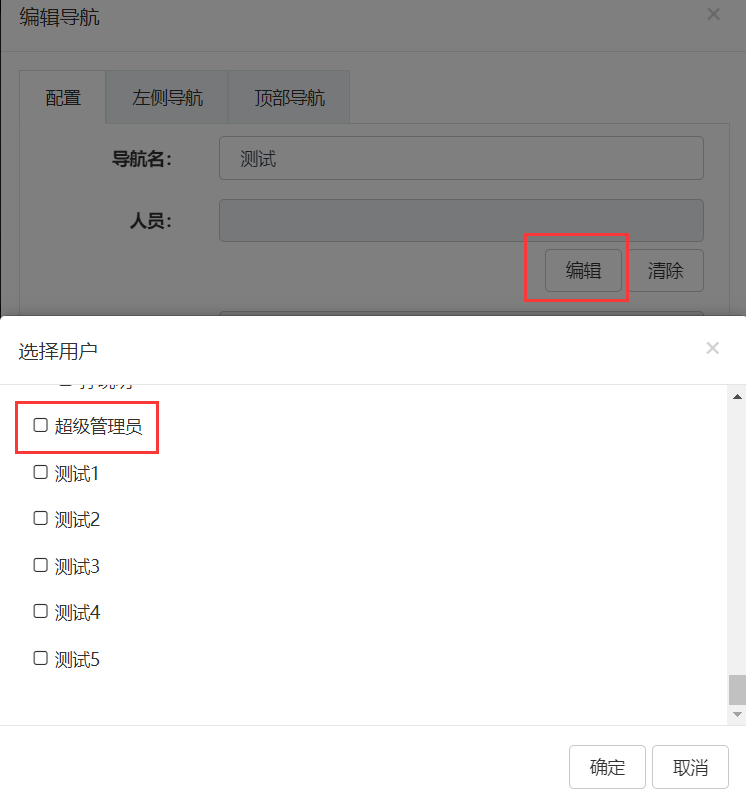 编辑导航
配置 左侧导航 顶部导航
导航名: 测试
人员:
编辑 清除
选择用户
超级管理员
测试1
测试2
测试3
测试4
测试5
确定 取消